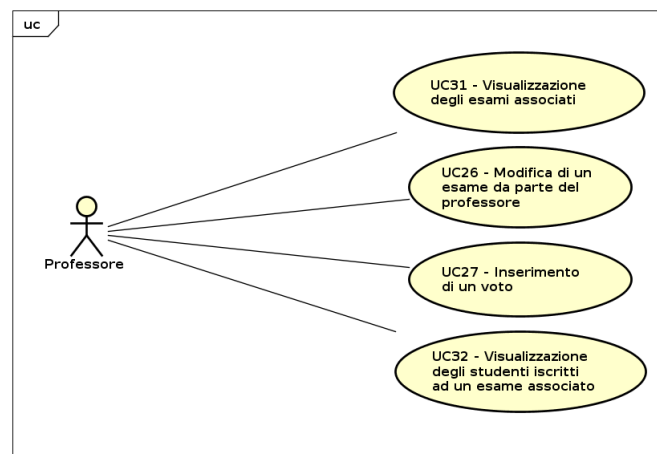 uc
UC31 - Visualizzazione
degli esami associati
UC26 - Modifica di un
esame da parte del
professore
Professore
UC27 - Inserimento
di un voto
UC32 - Visualizzazione
degli studenti iscritti
ad un esame associato